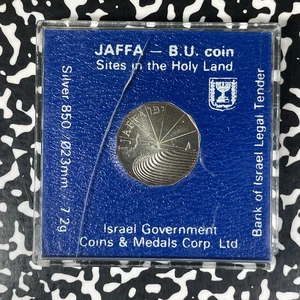 JAFFA — B.U. coin
Sites in the Holy Land
Silver .850 / Ø23mm - 7.2g
Bank of Israel Legal Tender
Israel Government
Coins & Medals Corp. Ltd